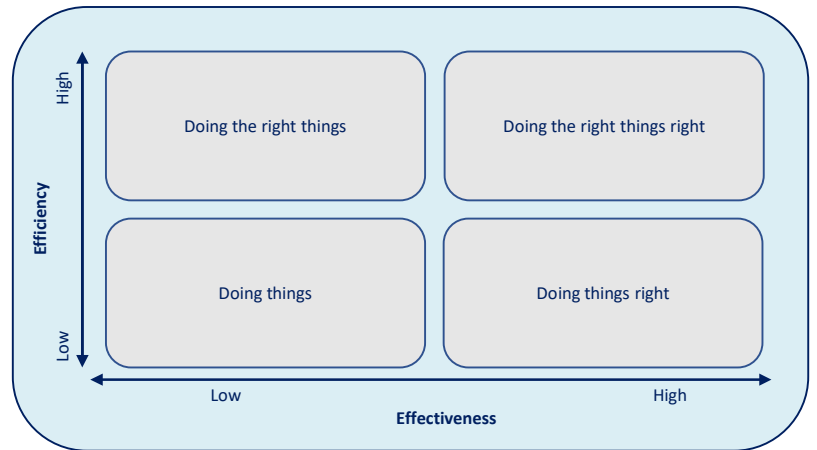 High
Doing the right things
Doing the right things right
Efficiency
Doing things
Doing things right
Low
Low
High
Effectiveness